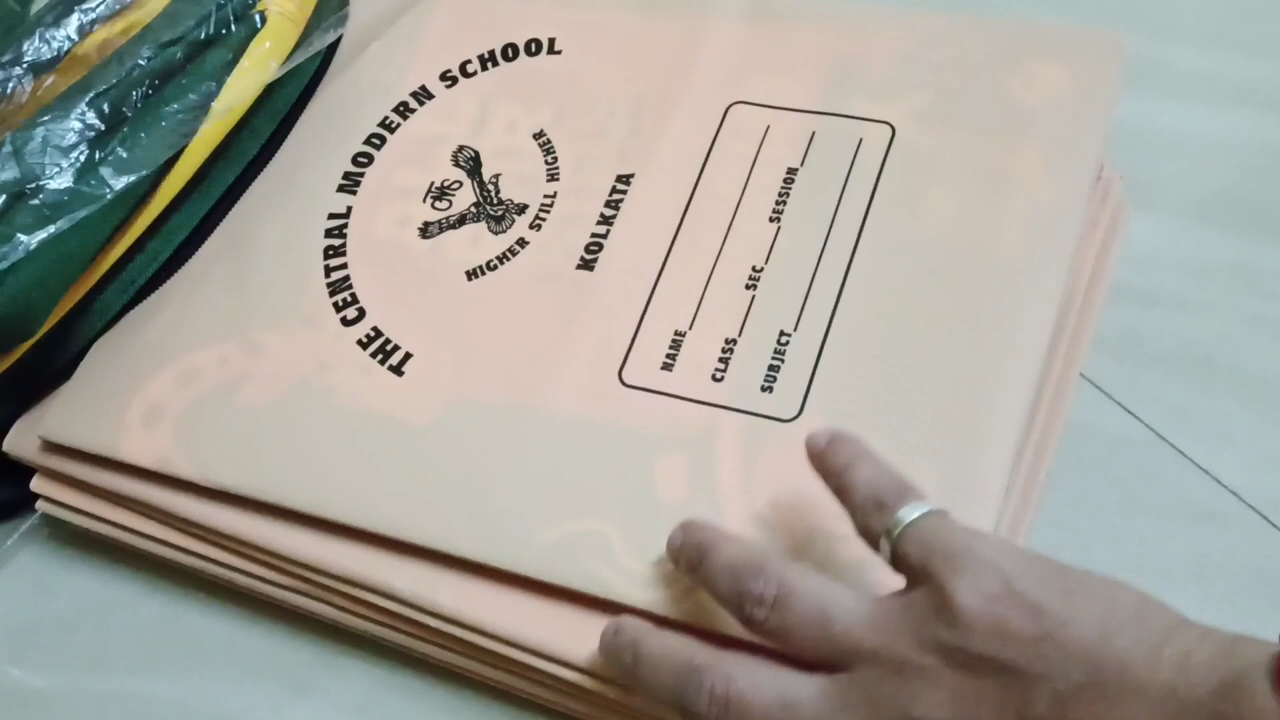 THE CENTRAL MODERN SCHOOL
CMS
HIGHER STILL HIGHER
KOLKATA
NAME
CLASS SEC SESSION
SUBJECT